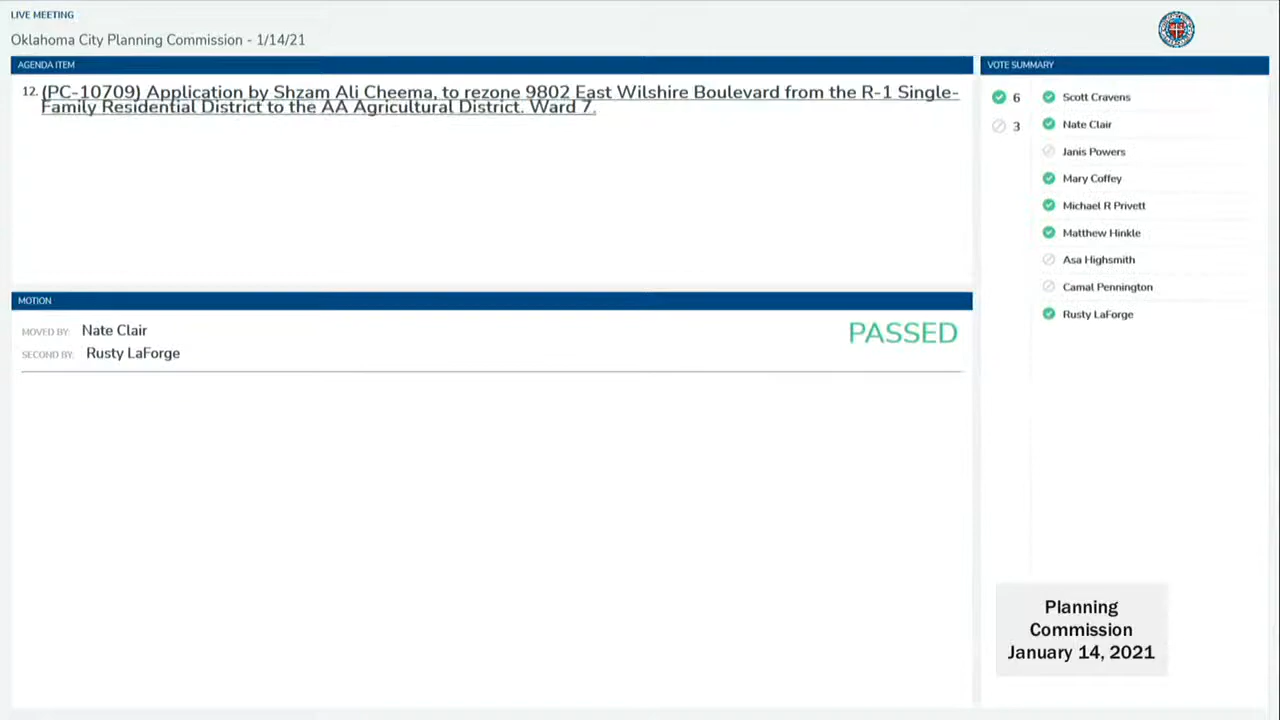 LIVE MEETING
Oklahoma City Planning Commission - 1/14/21
AGENDA ITEM
12. (PC-10709) Application by Shzam Ali Cheema, to rezone 9802 East Wilshire Boulevard from the R-1 Single-
Family Residential District to the AA Agricultural District. Ward 7.
MOTION
MOVED BY: Nate Clair
SECOND BY: Rusty LaForge
PASSED
VOTE SUMMARY
6
3
Scott Cravens
Nate Clair
Janis Powers
Mary Coffey
Michael R Privett
Matthew Hinkle
Asa Highsmith
Camal Pennington
Rusty LaForge
Planning
Commission
January 14, 2021